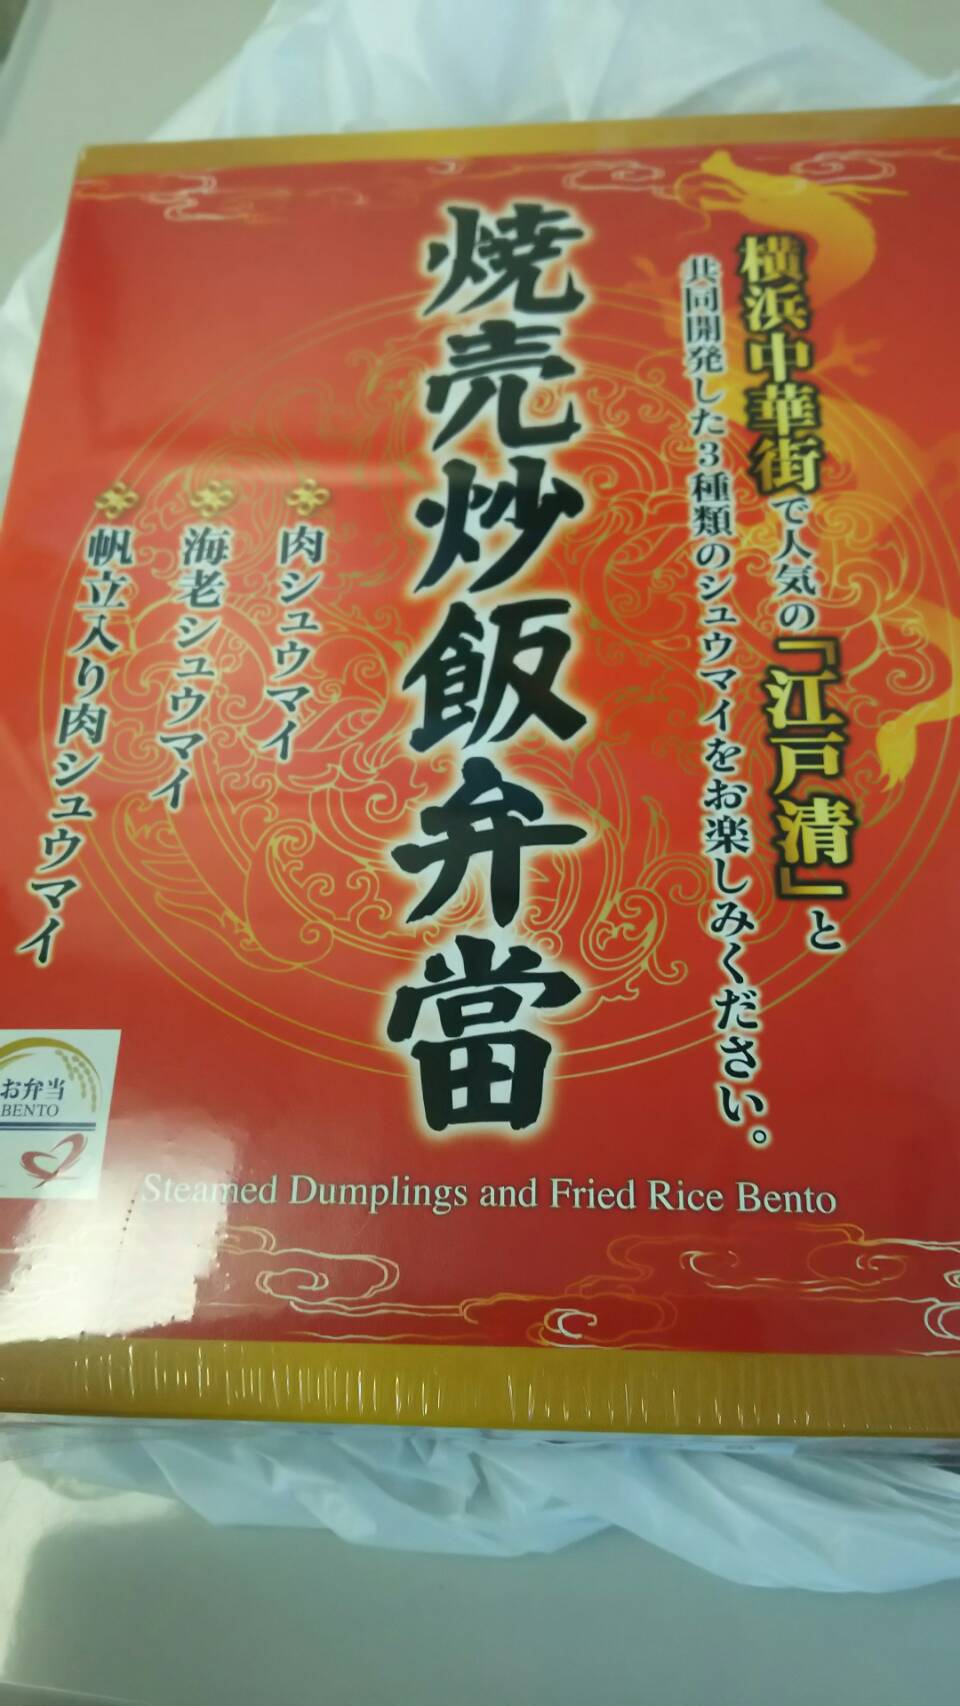 横浜中華街で人気の「江戸清」と
共同開発した3種類のシュウマイをお楽しみください。
焼売炒飯弁當
肉シュウマイ
海老シュウマイ
帆立入り肉シュウマイ
お弁当
BENTO
Steamed Dumplings and Fried Rice Bento